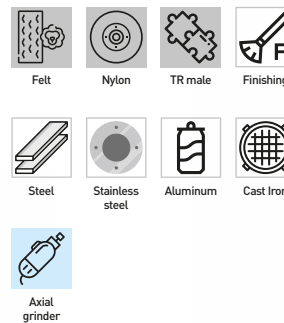 Felt
Nylon
TR male
Finishing
Steel
Stainless
steel
Aluminum
Cast Iron
Axial
grinder